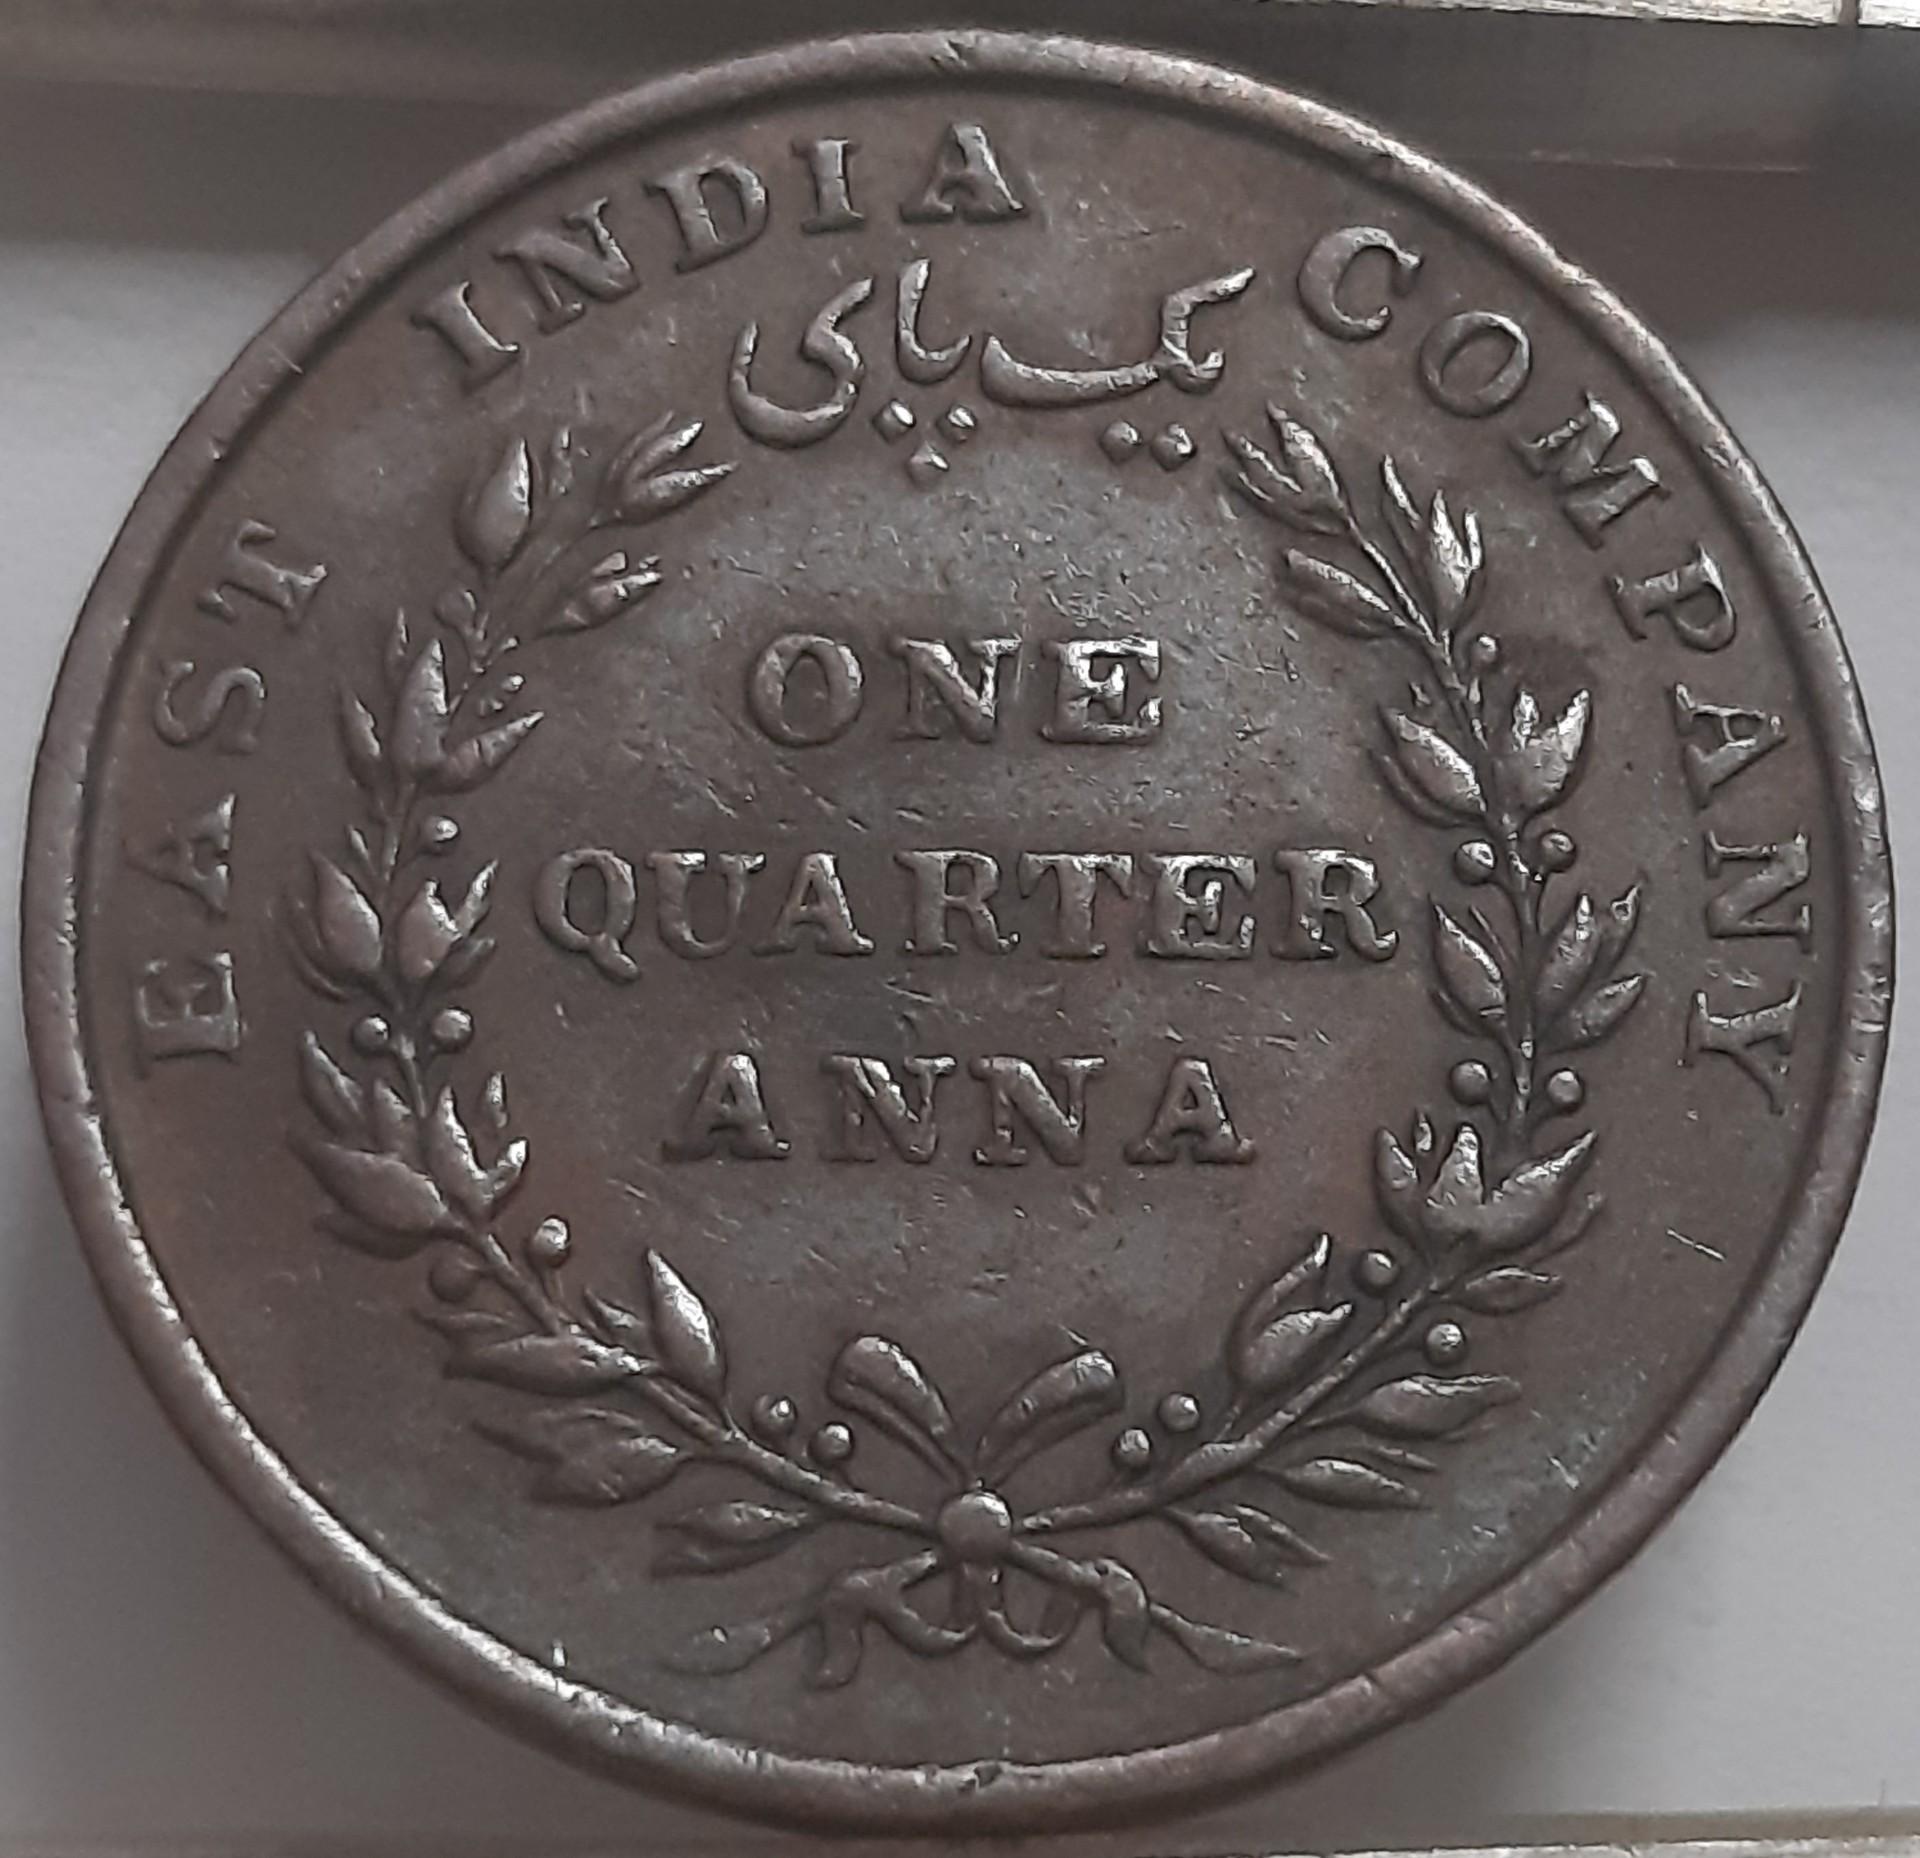 EAST INDIA COMPANY
یک پای
ONE
QUARTER
ANNA